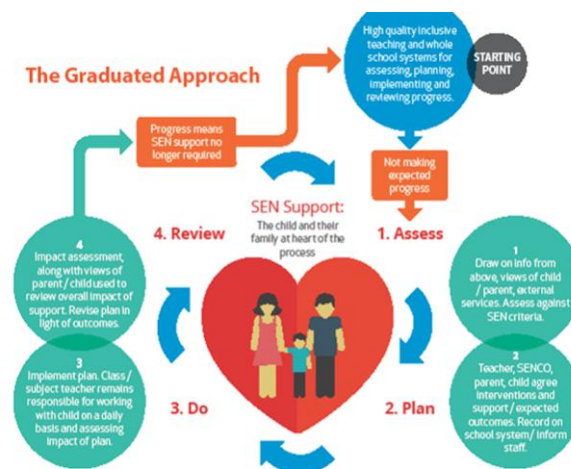 The Graduated Approach
High quality inclusive
teaching and whole
school systems for
assessing, planning,
implementing and
reviewing progress.
STARTING
POINT
Progress means
SEN support no
longer required
Not making
expected
progress
SEN Support:
The child and their
family at heart of the
process
4. Review
1. Assess
4
Impact assessment,
along with views of
parent / child used to
review overall impact of
support. Revise plan in
light of outcomes.
1
Draw on info from
above, views of child
/ parent, external
services. Assess against
SEN criteria.
3
Implement plan. Class /
subject teacher remains
responsible for working
with child on a daily
basis and assessing
impact of plan.
3. Do
2. Plan
2
Teacher, SENCO,
parent, child agree
interventions and
support / expected
outcomes. Record on
school system / inform
staff.